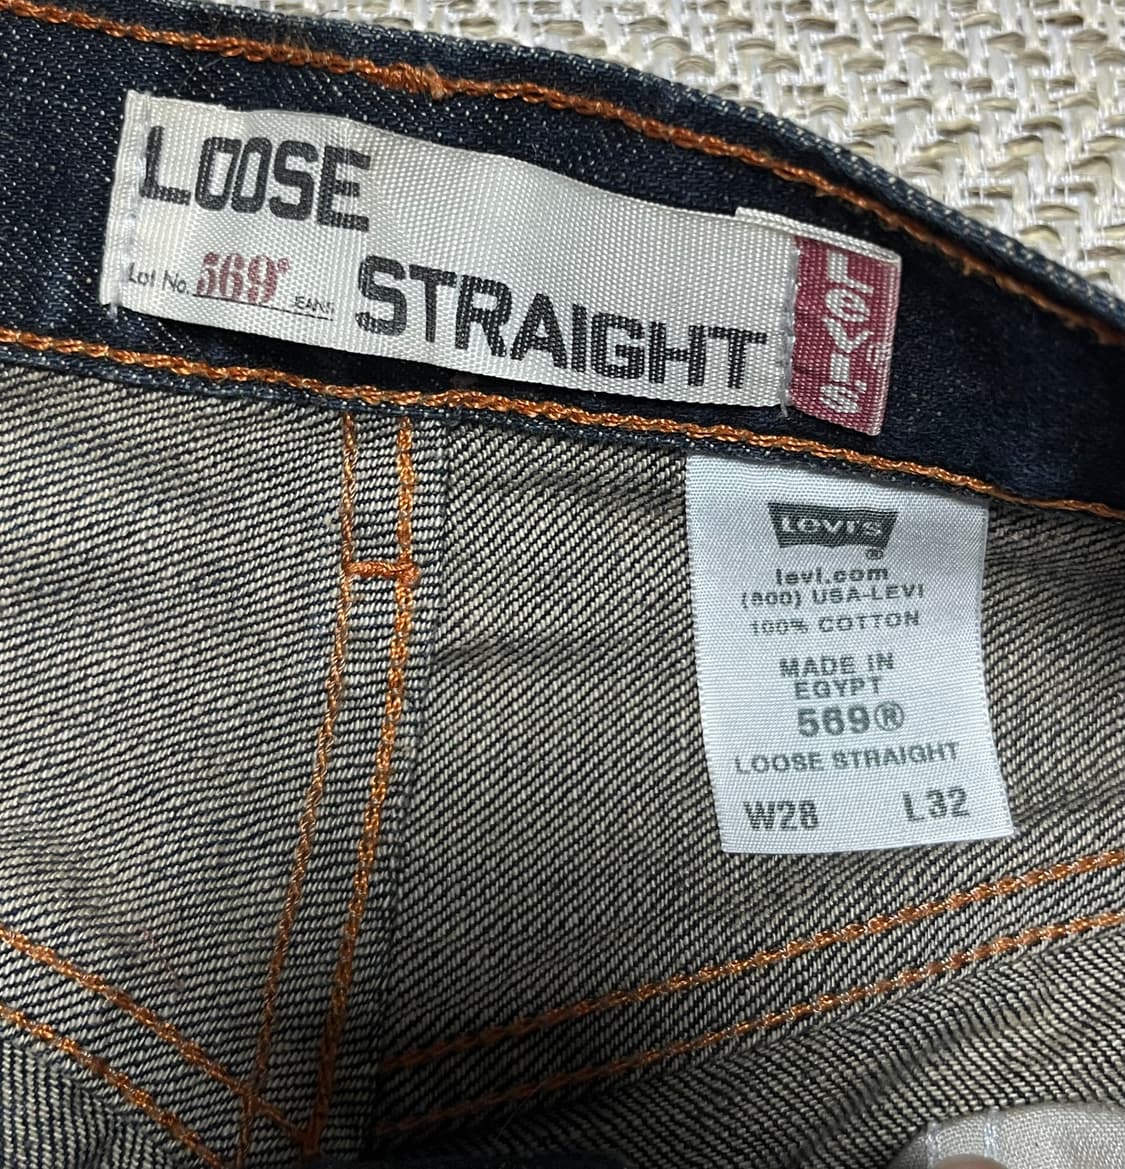 LOOSE
Lot No. 569® JEANS
STRAIGHT
LEVI'S
LEVI'S
®
levi.com
(800) USA-LEVI
100% COTTON
MADE IN
EGYPT
569®
LOOSE STRAIGHT
W28 L32